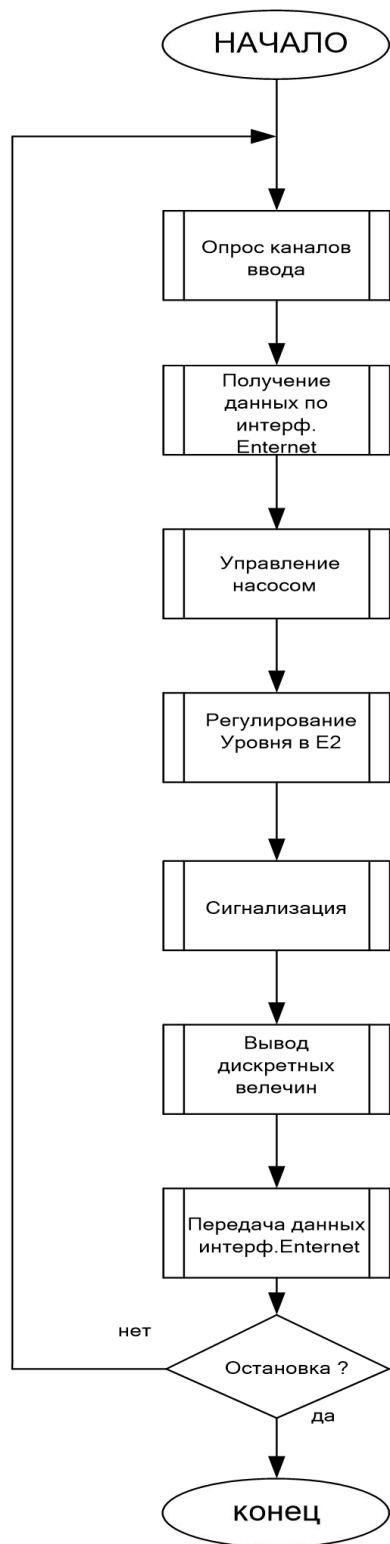 НАЧАЛО
Опрос каналов
ввода
Получение
данных по
интерф.
Enternet
Управление
насосом
Регулирование
Уровня в Е2
Сигнализация
Вывод
дискретных
велечин
Передача данных
интерф.Enternet
нет
Остановка ?
да
конец